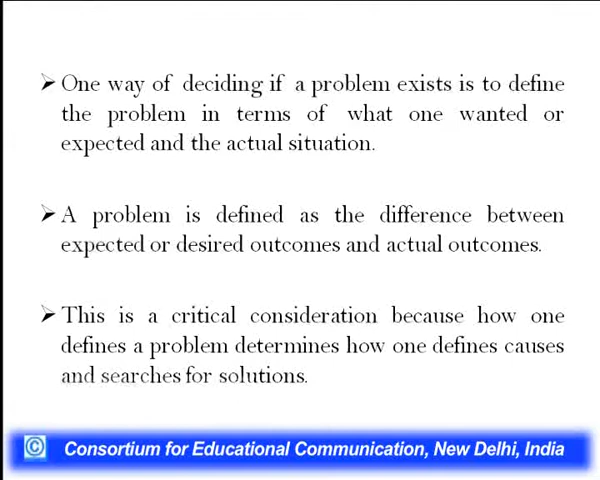 ➢ One way of deciding if a problem exists is to define
the problem in terms of what one wanted or
expected and the actual situation.
➢ A problem is defined as the difference between
expected or desired outcomes and actual outcomes.
➢ This is a critical consideration because how one
defines a problem determines how one defines causes
and searches for solutions.
© Consortium for Educational Communication, New Delhi, India